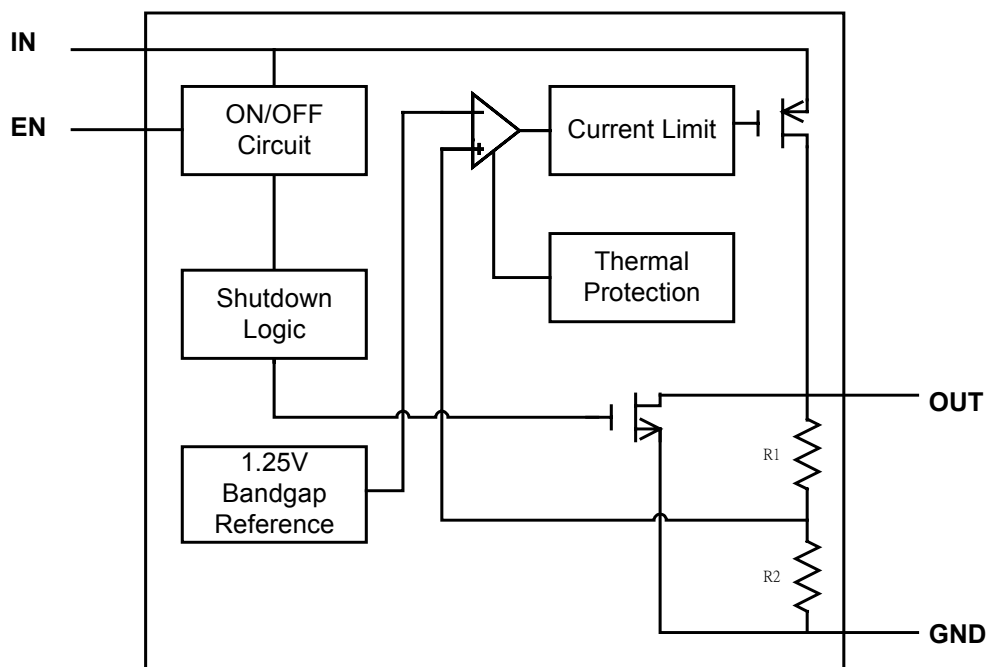 IN
EN
ON/OFF
Circuit
−
+
Current Limit
Thermal
Protection
Shutdown
Logic
OUT
1.25V
Bandgap
Reference
R1
R2
GND